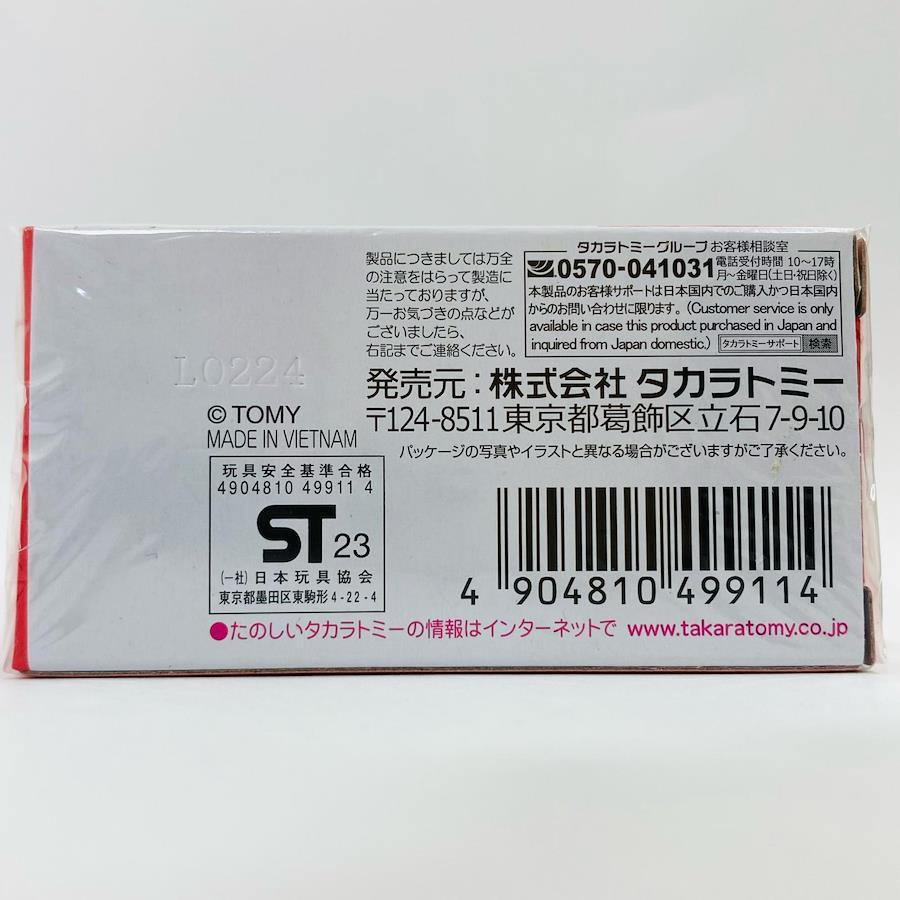 製品につきましては万全
の注意をはらって製造に
当たっておりますが、
万一お気づきの点などが
ございましたら、
右記までご連絡ください。
タカラトミーグループ お客様相談室
0570-041031 電話受付時間 10〜17時
月〜金曜日(土日・祝日除く)
本製品のお客様サポートは日本国内でのご購入かつ日本国内
からのお問い合わせに限ります。(Customer service is only
available in case this product purchased in Japan and
inquired from Japan domestic.) タカラトミーサポート 検索
発売元：株式会社 タカラトミー
〒124-8511東京都葛飾区立石7-9-10
パッケージの写真やイラストと異なる場合がございますがご了承ください。
L0224
© TOMY
MADE IN VIETNAM
玩具安全基準合格
4904810 49911 4
ST 23
(一社)日本玩具協会
東京都墨田区東駒形4-22-4
4 904810 499114
●たのしいタカラトミーの情報はインターネットで www.takaratomy.co.jp